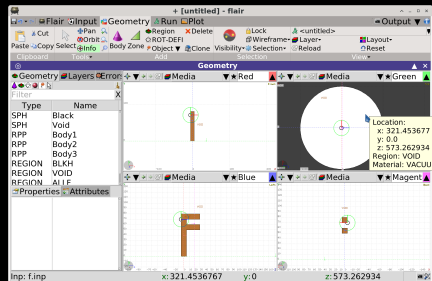 + [untitled] - flair
Flair Input Geometry Run Plot Output
Paste Cut Copy Select Pan Orbit Info Body Zone Region ROT-DEFI Object Delete Clone Visibility Lock Wireframe Selection <untitled> Layer Reload Layout Reset
Clipboard Tools Add Selection View
Geometry
Geometry Layers Errors
Filter X
Type Name
SPH Black
SPH Void
RPP Body1
RPP Body2
RPP Body3
REGION BLKH
REGION VOID
REGION ALLF
Properties Attributes
Media Red
Media Green
Location:
x: 321.453677
y: 0.0
z: 573.262934
Region: VOID
Material: VACUU
Media Blue
Media Magent
Inp: f.inp x:321.4536767 y:0 z:573.262934